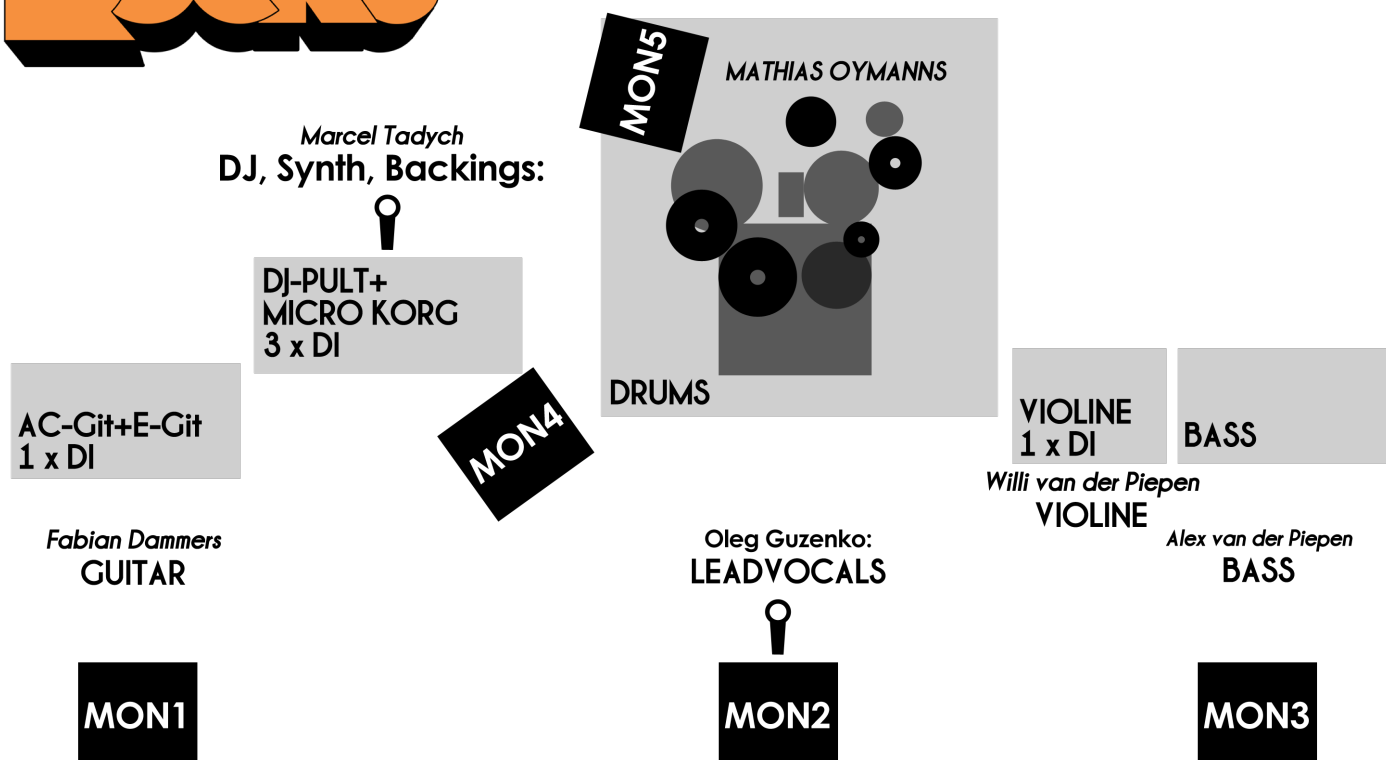 MON5
MATHIAS OYMANNS
Marcel Tadych
DJ, Synth, Backings:
DJ-PULT+
MICRO KORG
3 x DI
DRUMS
AC-Git+E-Git
1 x DI
MON4
VIOLINE
1 x DI
BASS
Willi van der Piepen
VIOLINE
Fabian Dammers
GUITAR
Oleg Guzenko:
LEADVOCALS
Alex van der Piepen
BASS
MON1
MON2
MON3